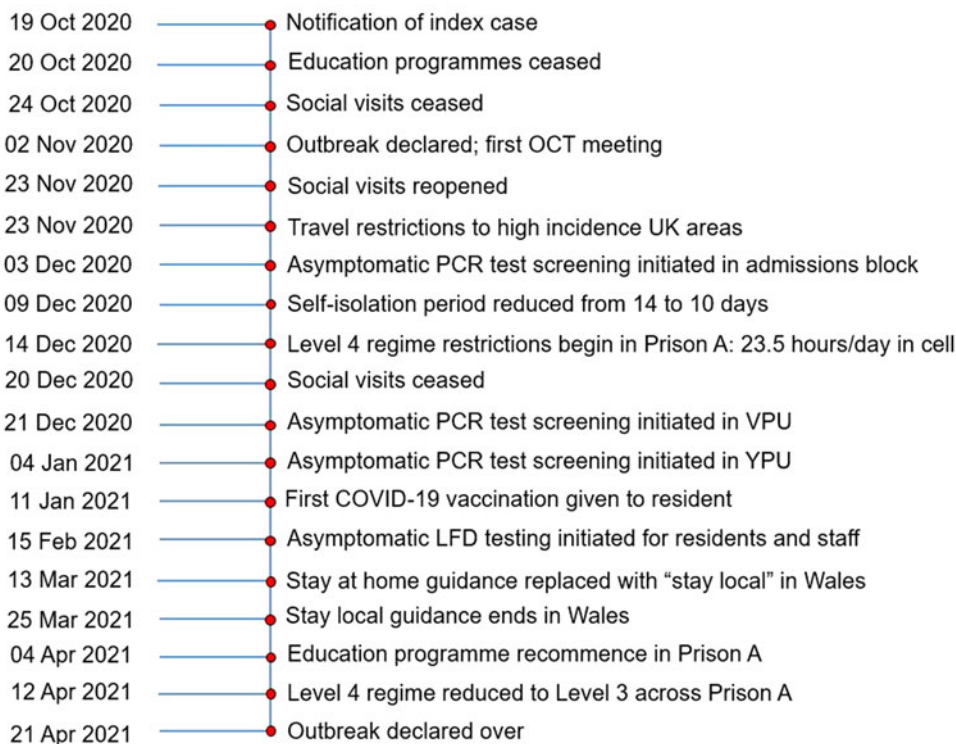 19 Oct 2020 Notification of index case
20 Oct 2020 Education programmes ceased
24 Oct 2020 Social visits ceased
02 Nov 2020 Outbreak declared; first OCT meeting
23 Nov 2020 Social visits reopened
23 Nov 2020 Travel restrictions to high incidence UK areas
03 Dec 2020 Asymptomatic PCR test screening initiated in admissions block
09 Dec 2020 Self-isolation period reduced from 14 to 10 days
14 Dec 2020 Level 4 regime restrictions begin in Prison A: 23.5 hours/day in cell
20 Dec 2020 Social visits ceased
21 Dec 2020 Asymptomatic PCR test screening initiated in VPU
04 Jan 2021 Asymptomatic PCR test screening initiated in YPU
11 Jan 2021 First COVID-19 vaccination given to resident
15 Feb 2021 Asymptomatic LFD testing initiated for residents and staff
13 Mar 2021 Stay at home guidance replaced with “stay local” in Wales
25 Mar 2021 Stay local guidance ends in Wales
04 Apr 2021 Education programme recommence in Prison A
12 Apr 2021 Level 4 regime reduced to Level 3 across Prison A
21 Apr 2021 Outbreak declared over